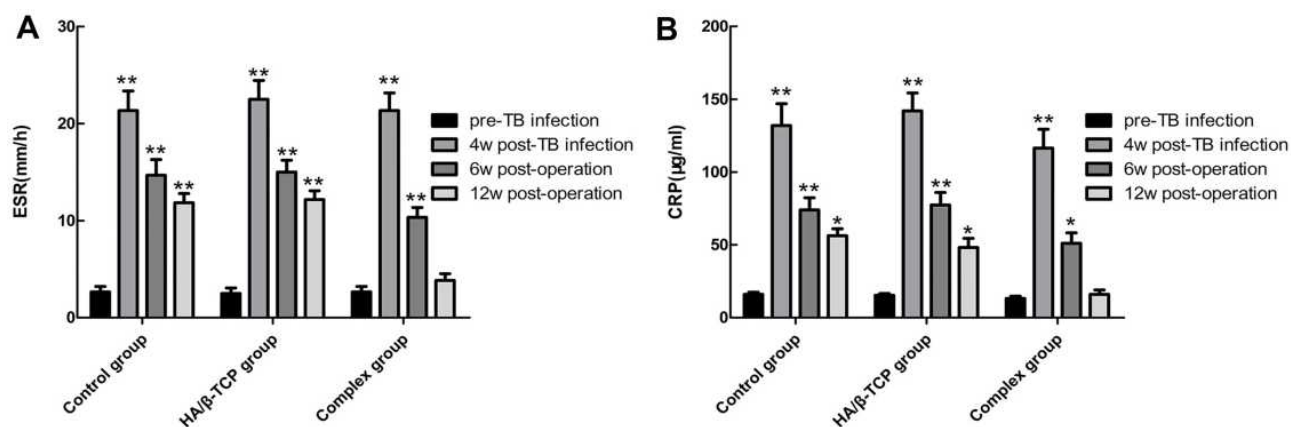 A
ESR(mm/h)
30
20
10
0
** ** ** **
** ** ** ** **
pre-TB infection
4w post-TB infection
6w post-operation
12w post-operation
Control group
HA/β-TCP group
Complex group
B
CRP(μg/ml)
200
150
100
50
0
** ** **
** * ** * *
pre-TB infection
4w post-TB infection
6w post-operation
12w post-operation
Control group
HA/β-TCP group
Complex group